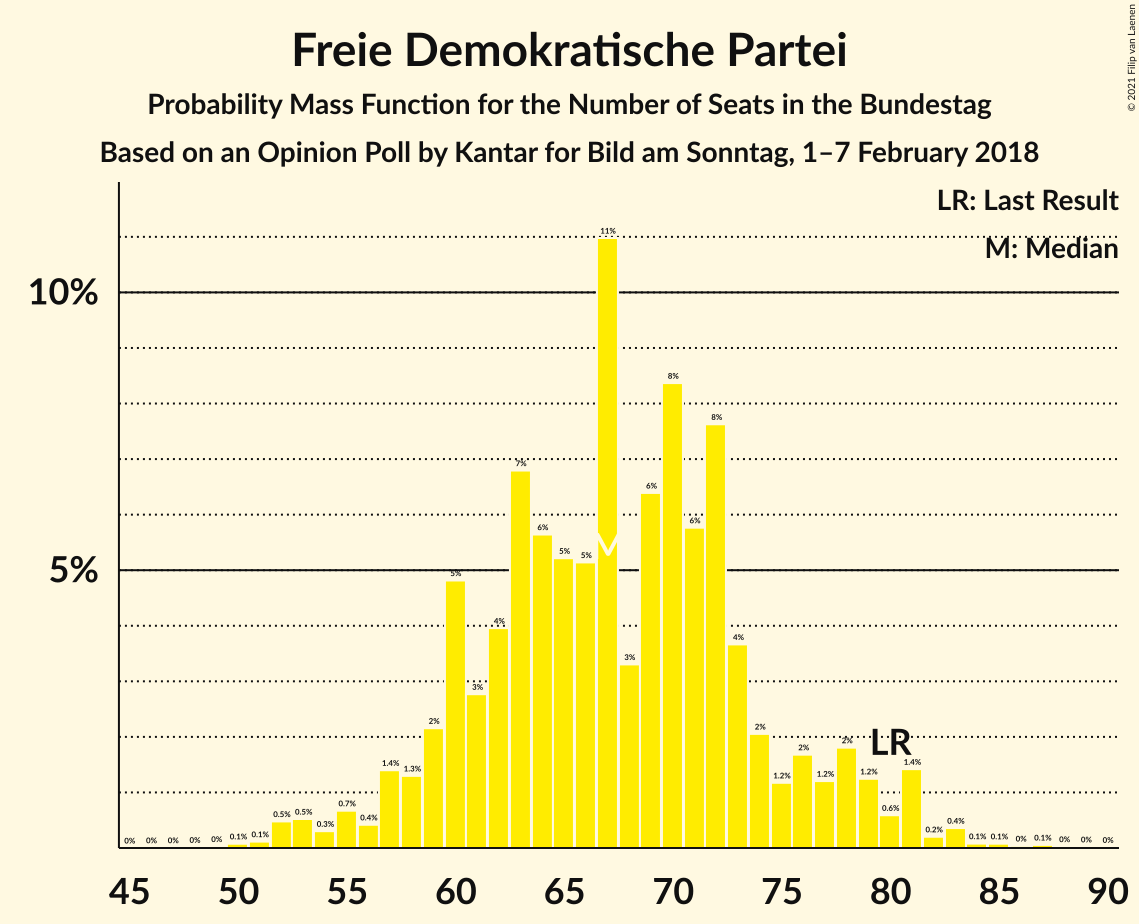 Freie Demokratische Partei
Probability Mass Function for the Number of Seats in the Bundestag
Based on an Opinion Poll by Kantar for Bild am Sonntag, 1–7 February 2018
© 2021 Filip van Laenen
LR: Last Result
M: Median
10%
5%
0% 0% 0% 0% 0% 0.1% 0.1% 0.5% 0.5% 0.3% 0.7% 0.4% 1.4% 1.3% 2% 5% 3% 4% 7% 6% 5% 5% 11% 3% 6% 8% 6% 8% 4% 2% 1.2% 2% 1.2% 2% 1.2% 0.6% 1.4% 0.2% 0.4% 0.1% 0.1% 0% 0.1% 0% 0% 0%
M
LR
45 50 55 60 65 70 75 80 85 90